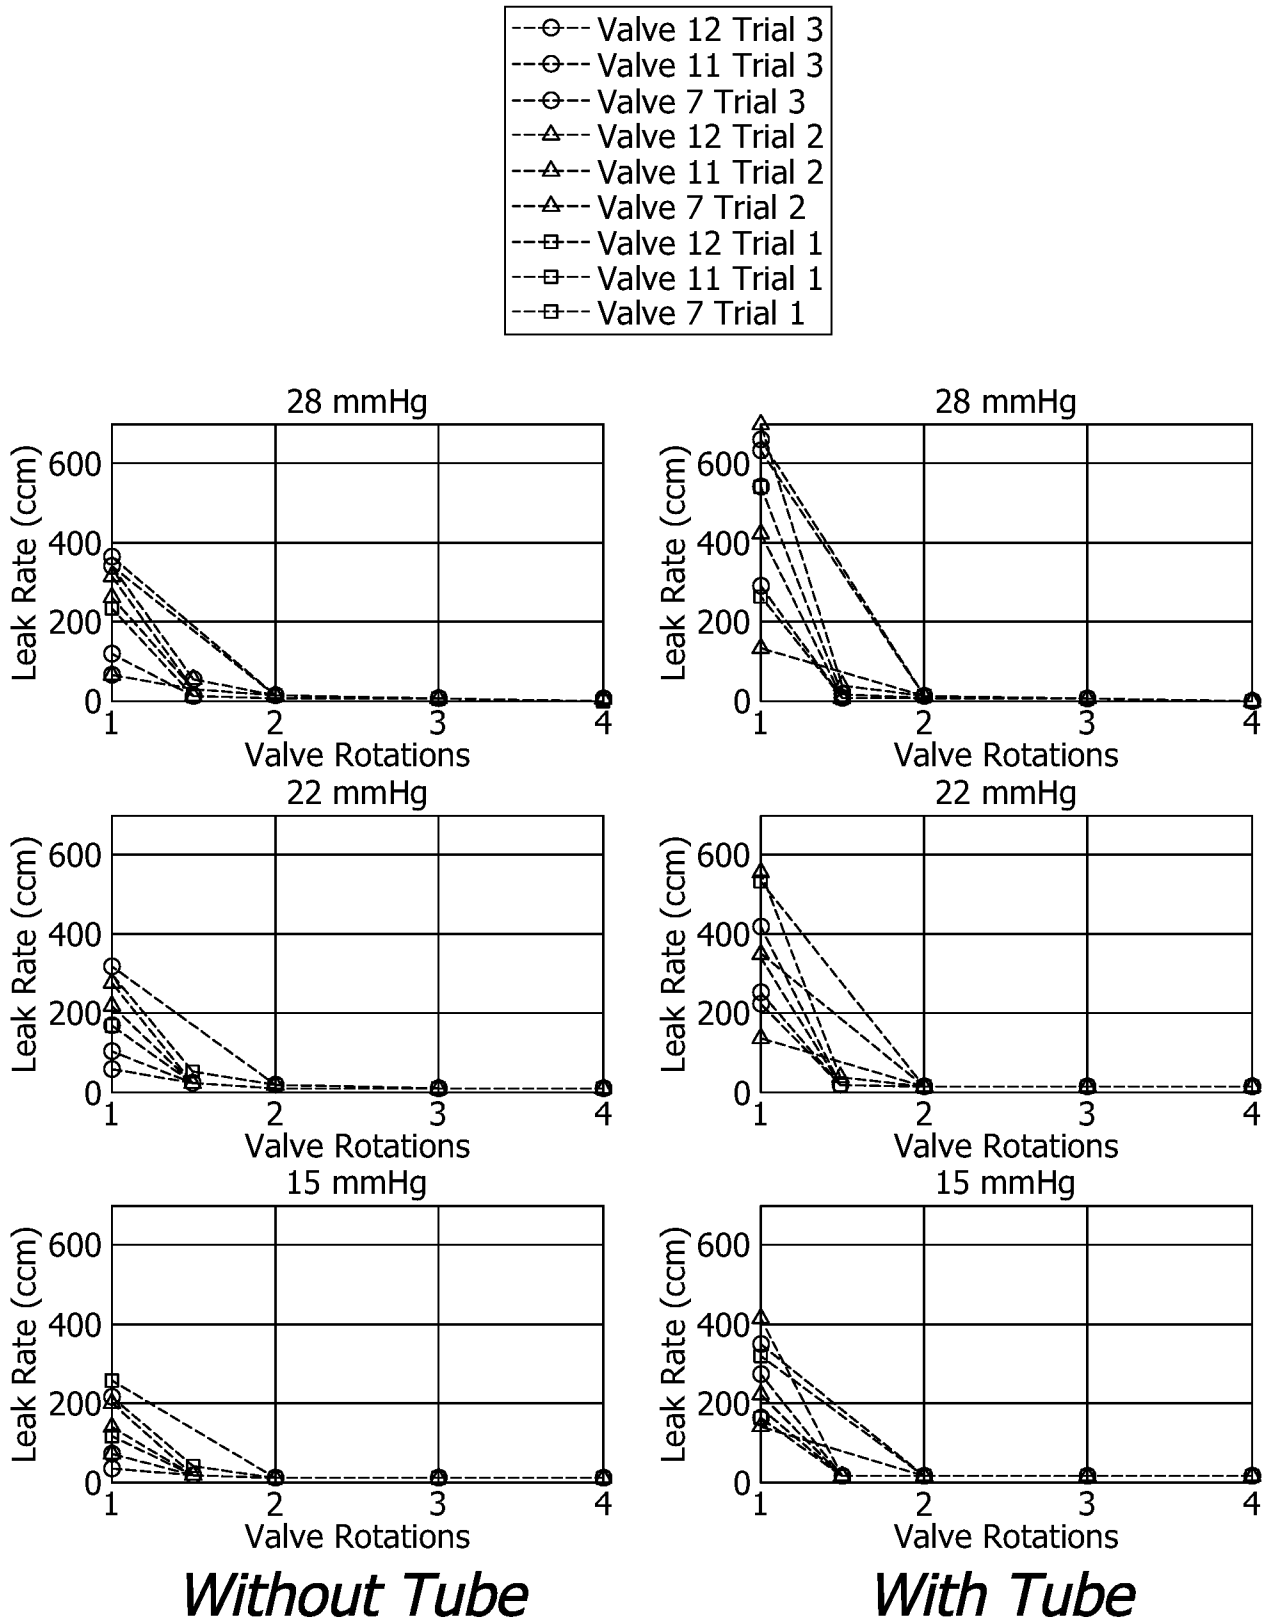 Valve 12 Trial 3
Valve 11 Trial 3
Valve 7 Trial 3
Valve 12 Trial 2
Valve 11 Trial 2
Valve 7 Trial 2
Valve 12 Trial 1
Valve 11 Trial 1
Valve 7 Trial 1
28 mmHg
Leak Rate (ccm)
600
400
200
0
1 2 3 4
Valve Rotations
28 mmHg
Leak Rate (ccm)
600
400
200
0
1 2 3 4
Valve Rotations
22 mmHg
Leak Rate (ccm)
600
400
200
0
1 2 3 4
Valve Rotations
22 mmHg
Leak Rate (ccm)
600
400
200
0
1 2 3 4
Valve Rotations
15 mmHg
Leak Rate (ccm)
600
400
200
0
1 2 3 4
Valve Rotations
15 mmHg
Leak Rate (ccm)
600
400
200
0
1 2 3 4
Valve Rotations
Without Tube
With Tube